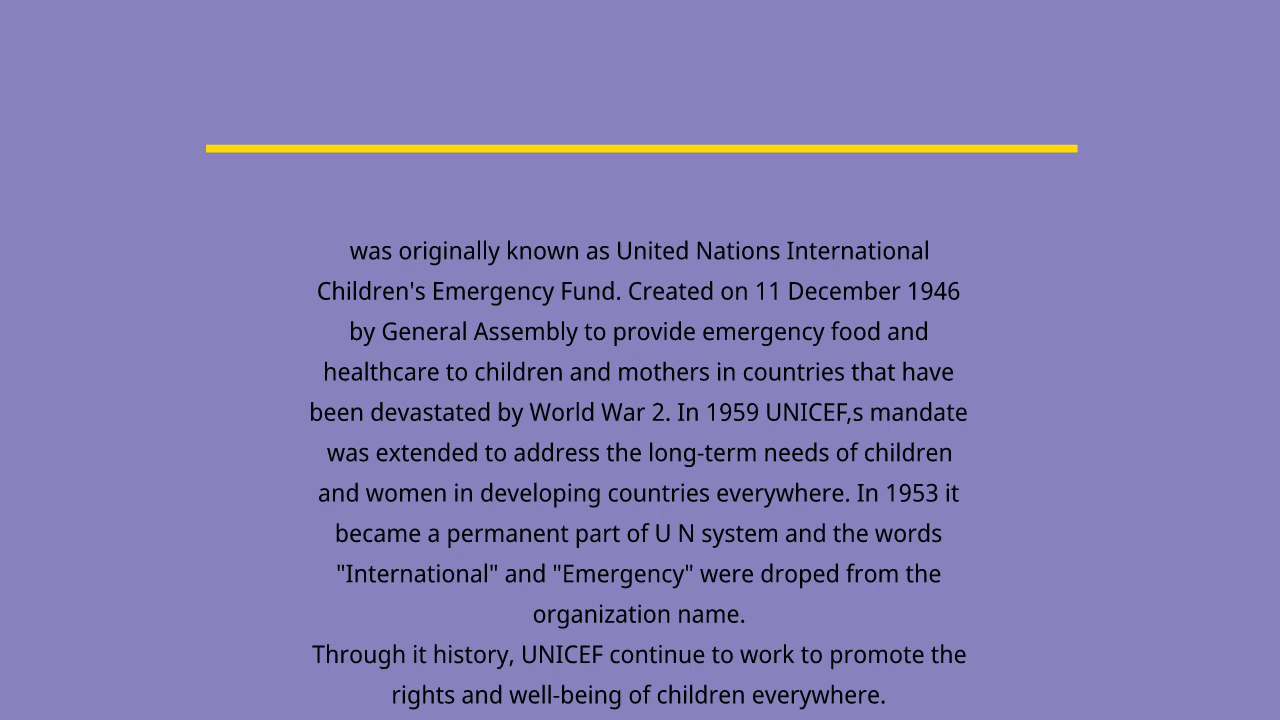 was originally known as United Nations International
Children's Emergency Fund. Created on 11 December 1946
by General Assembly to provide emergency food and
healthcare to children and mothers in countries that have
been devastated by World War 2. In 1959 UNICEF,s mandate
was extended to address the long-term needs of children
and women in developing countries everywhere. In 1953 it
became a permanent part of U N system and the words
"International" and "Emergency" were droped from the
organization name.
Through it history, UNICEF continue to work to promote the
rights and well-being of children everywhere.